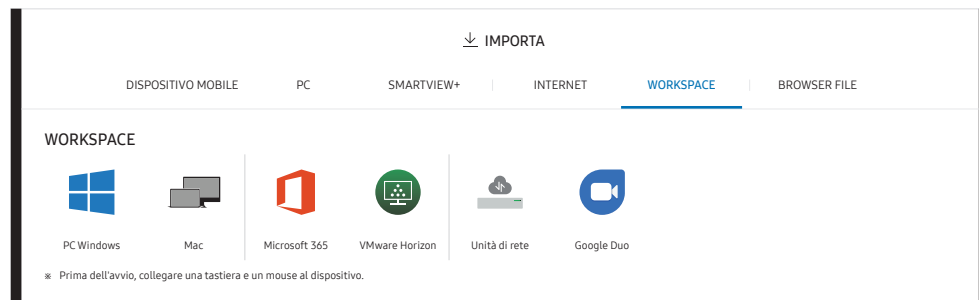 IMPORTA
DISPOSITIVO MOBILE PC SMARTVIEW+ INTERNET WORKSPACE BROWSER FILE
WORKSPACE
PC Windows Mac Microsoft 365 VMware Horizon Unità di rete Google Duo
※ Prima dell'avvio, collegare una tastiera e un mouse al dispositivo.